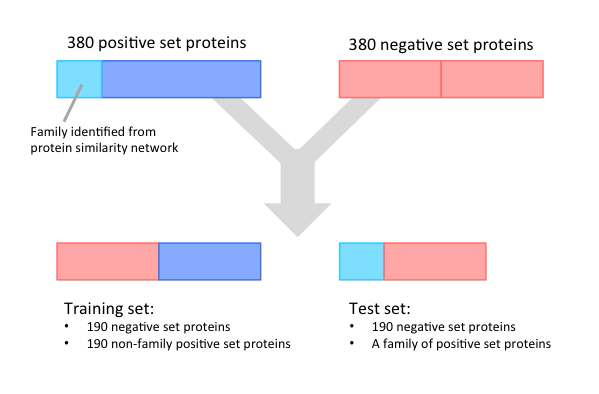 380 positive set proteins
380 negative set proteins
Family identified from
protein similarity network
Training set:
• 190 negative set proteins
• 190 non-family positive set proteins
Test set:
• 190 negative set proteins
• A family of positive set proteins